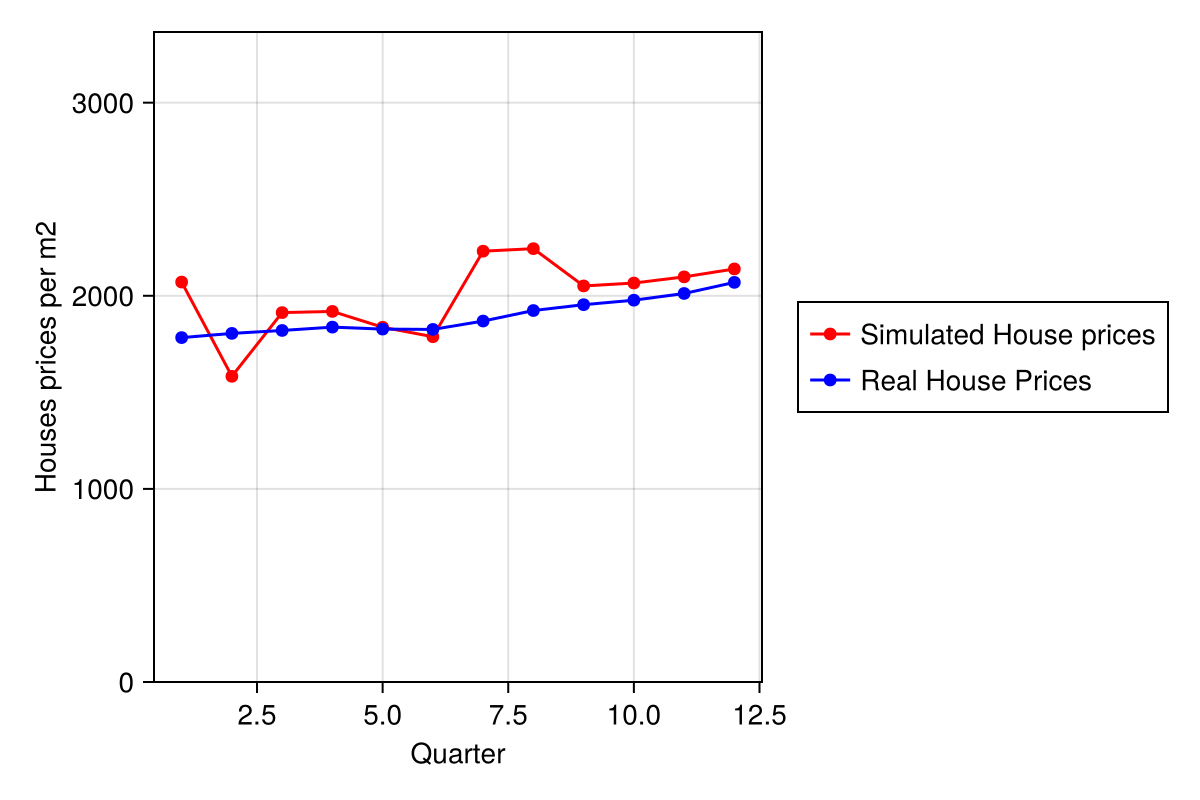 3000
2000
1000
0
Houses prices per m2
2.5 5.0 7.5 10.0 12.5
Quarter
Simulated House prices
Real House Prices